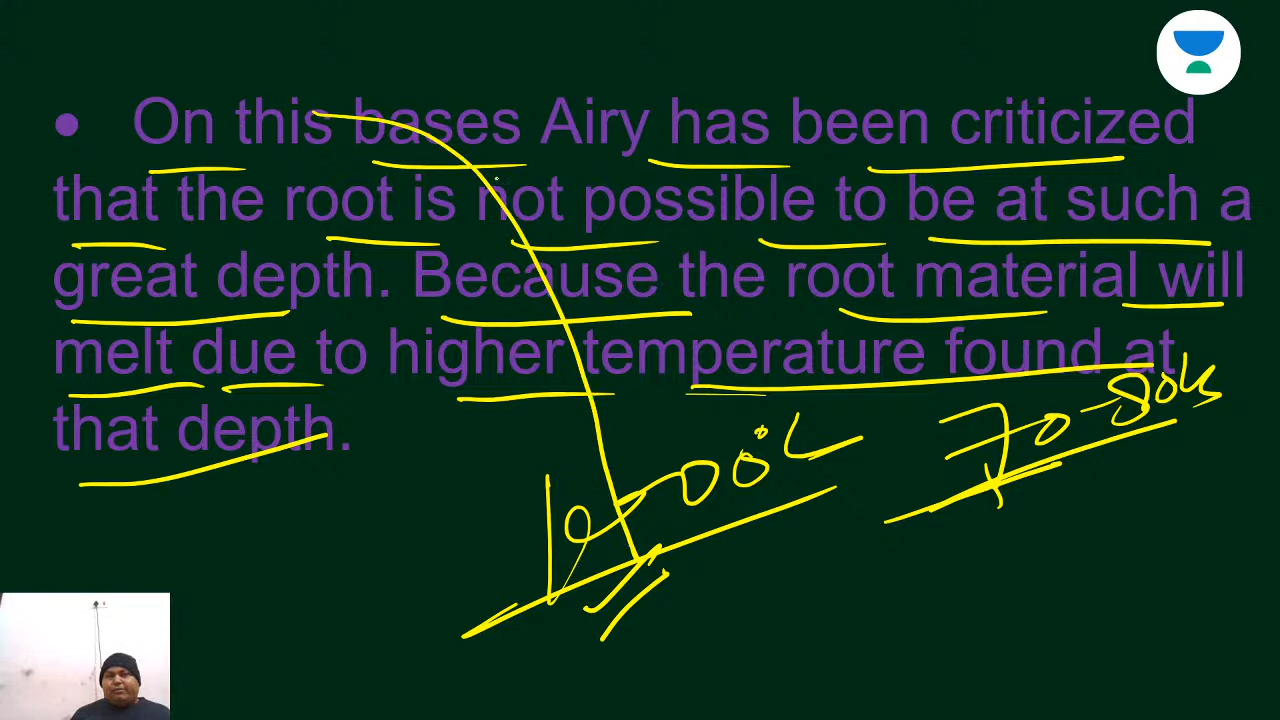 • On this bases Airy has been criticized
that the root is not possible to be at such a
great depth. Because the root material will
melt due to higher temperature found at
that depth.